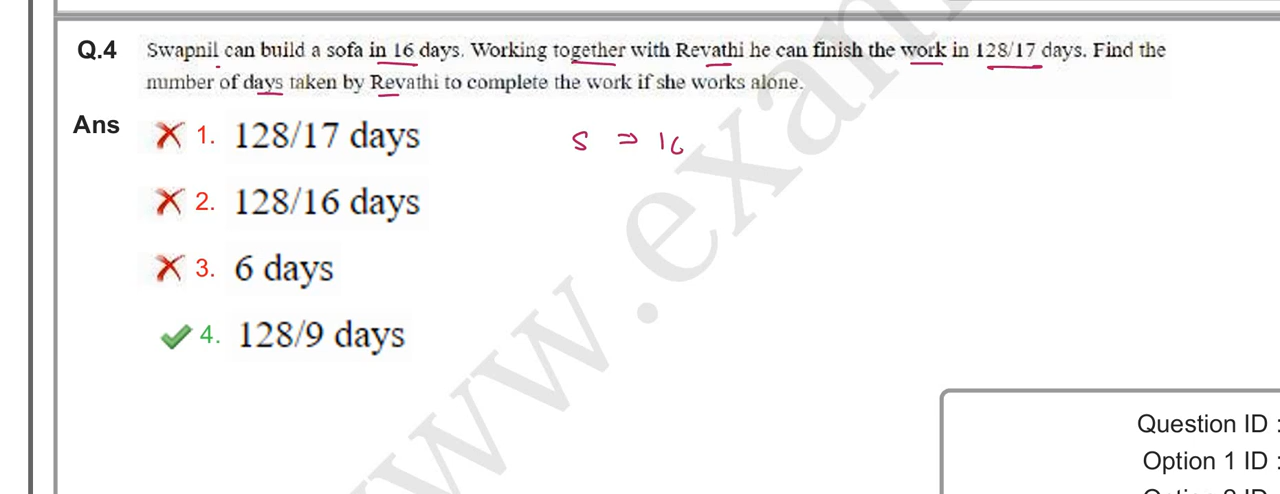 Q.4 Swapnil can build a sofa in 16 days. Working together with Revathi he can finish the work in 128/17 days. Find the
number of days taken by Revathi to complete the work if she works alone.
Ans
1. 128/17 days
S ⇒ 16
2. 128/16 days
3. 6 days
4. 128/9 days
www.exam
Question ID :
Option 1 ID :